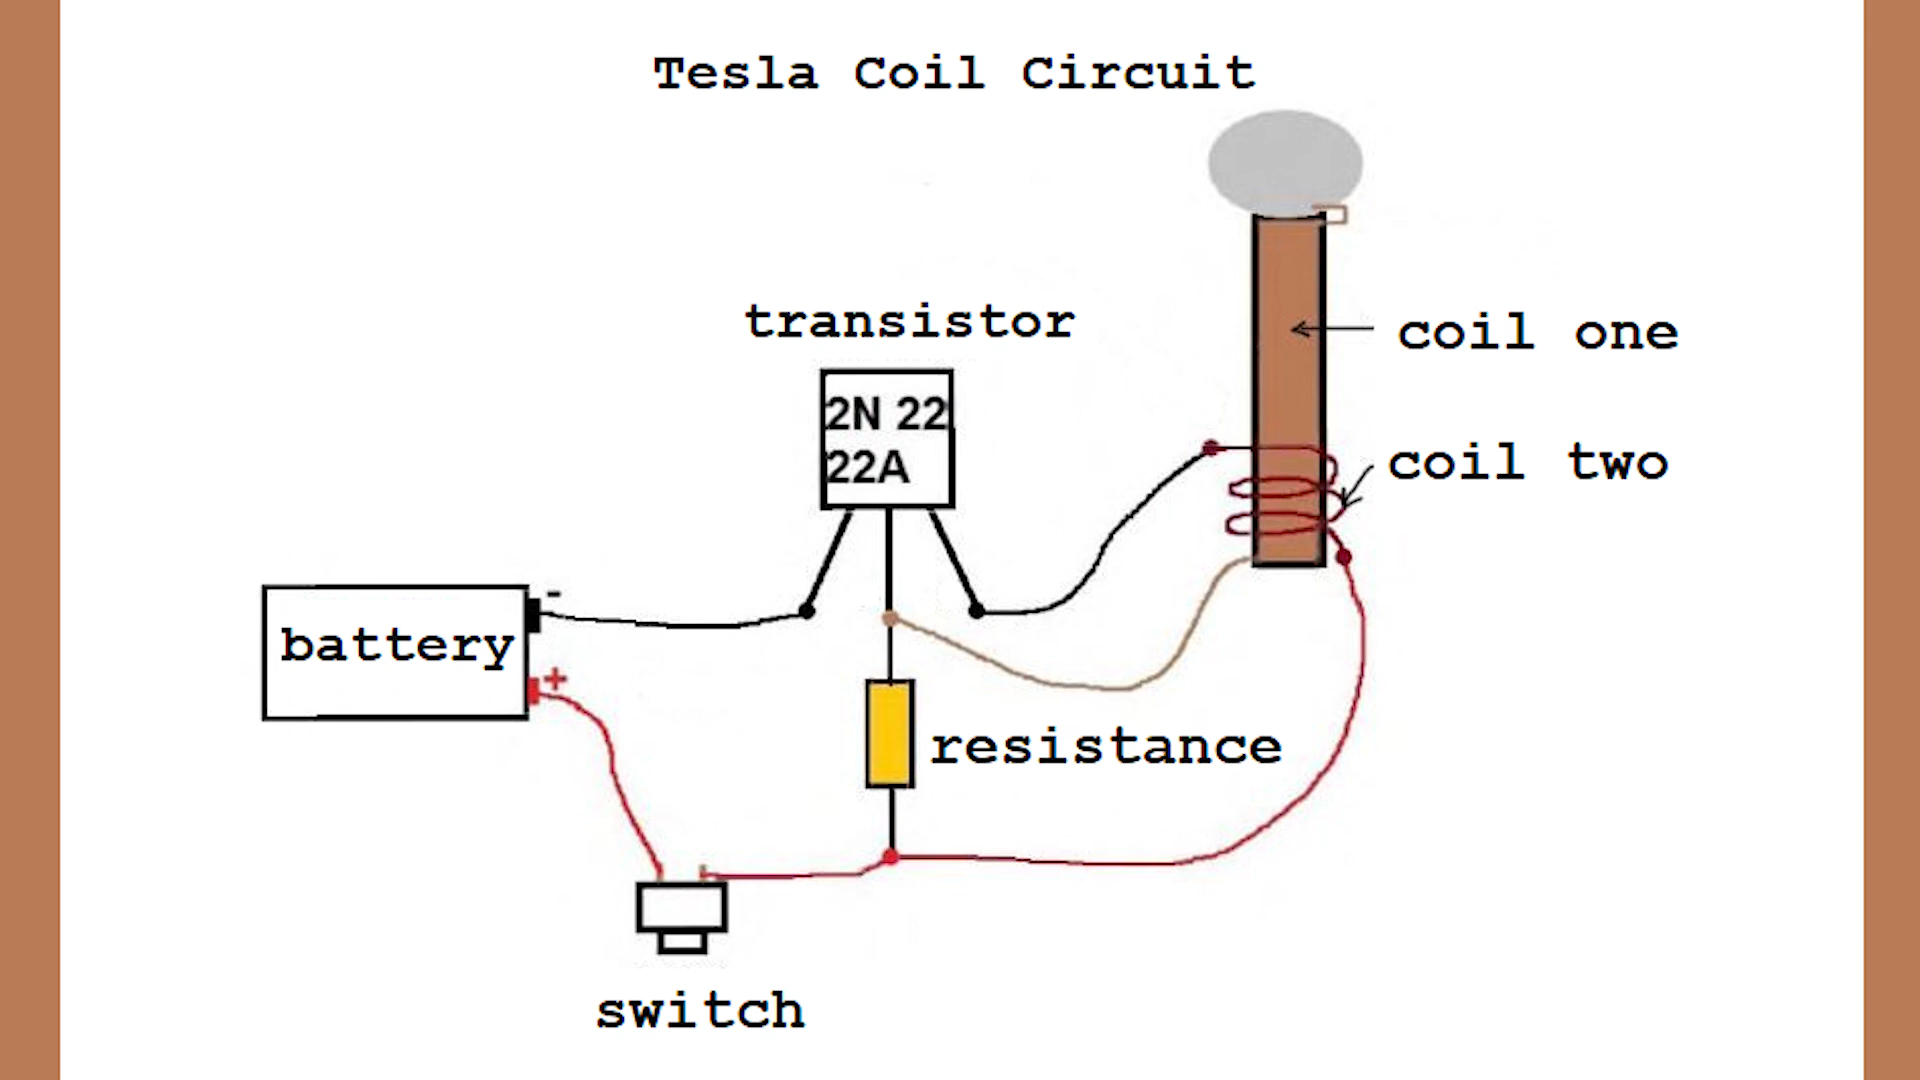 Tesla Coil Circuit
transistor
2N 22
22A
coil one
coil two
-
battery
+
resistance
switch